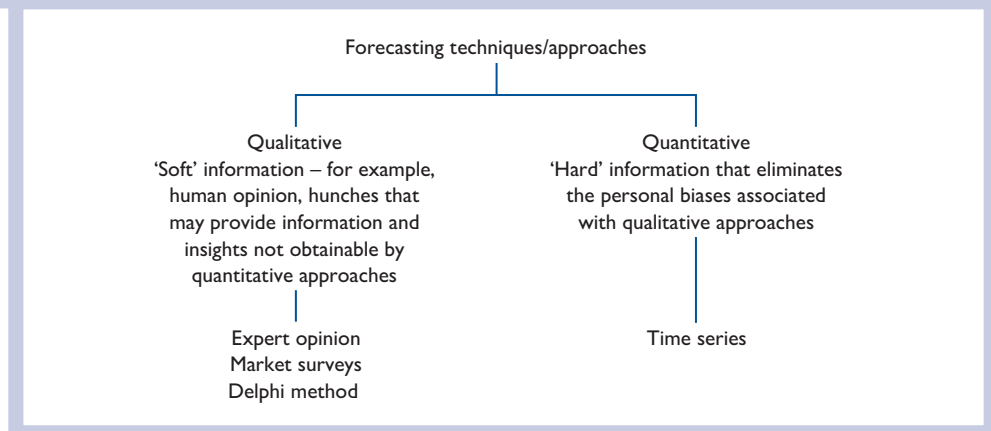 Forecasting techniques/approaches
Qualitative
‘Soft’ information – for example,
human opinion, hunches that
may provide information and
insights not obtainable by
quantitative approaches
Expert opinion
Market surveys
Delphi method
Quantitative
‘Hard’ information that eliminates
the personal biases associated
with qualitative approaches
Time series